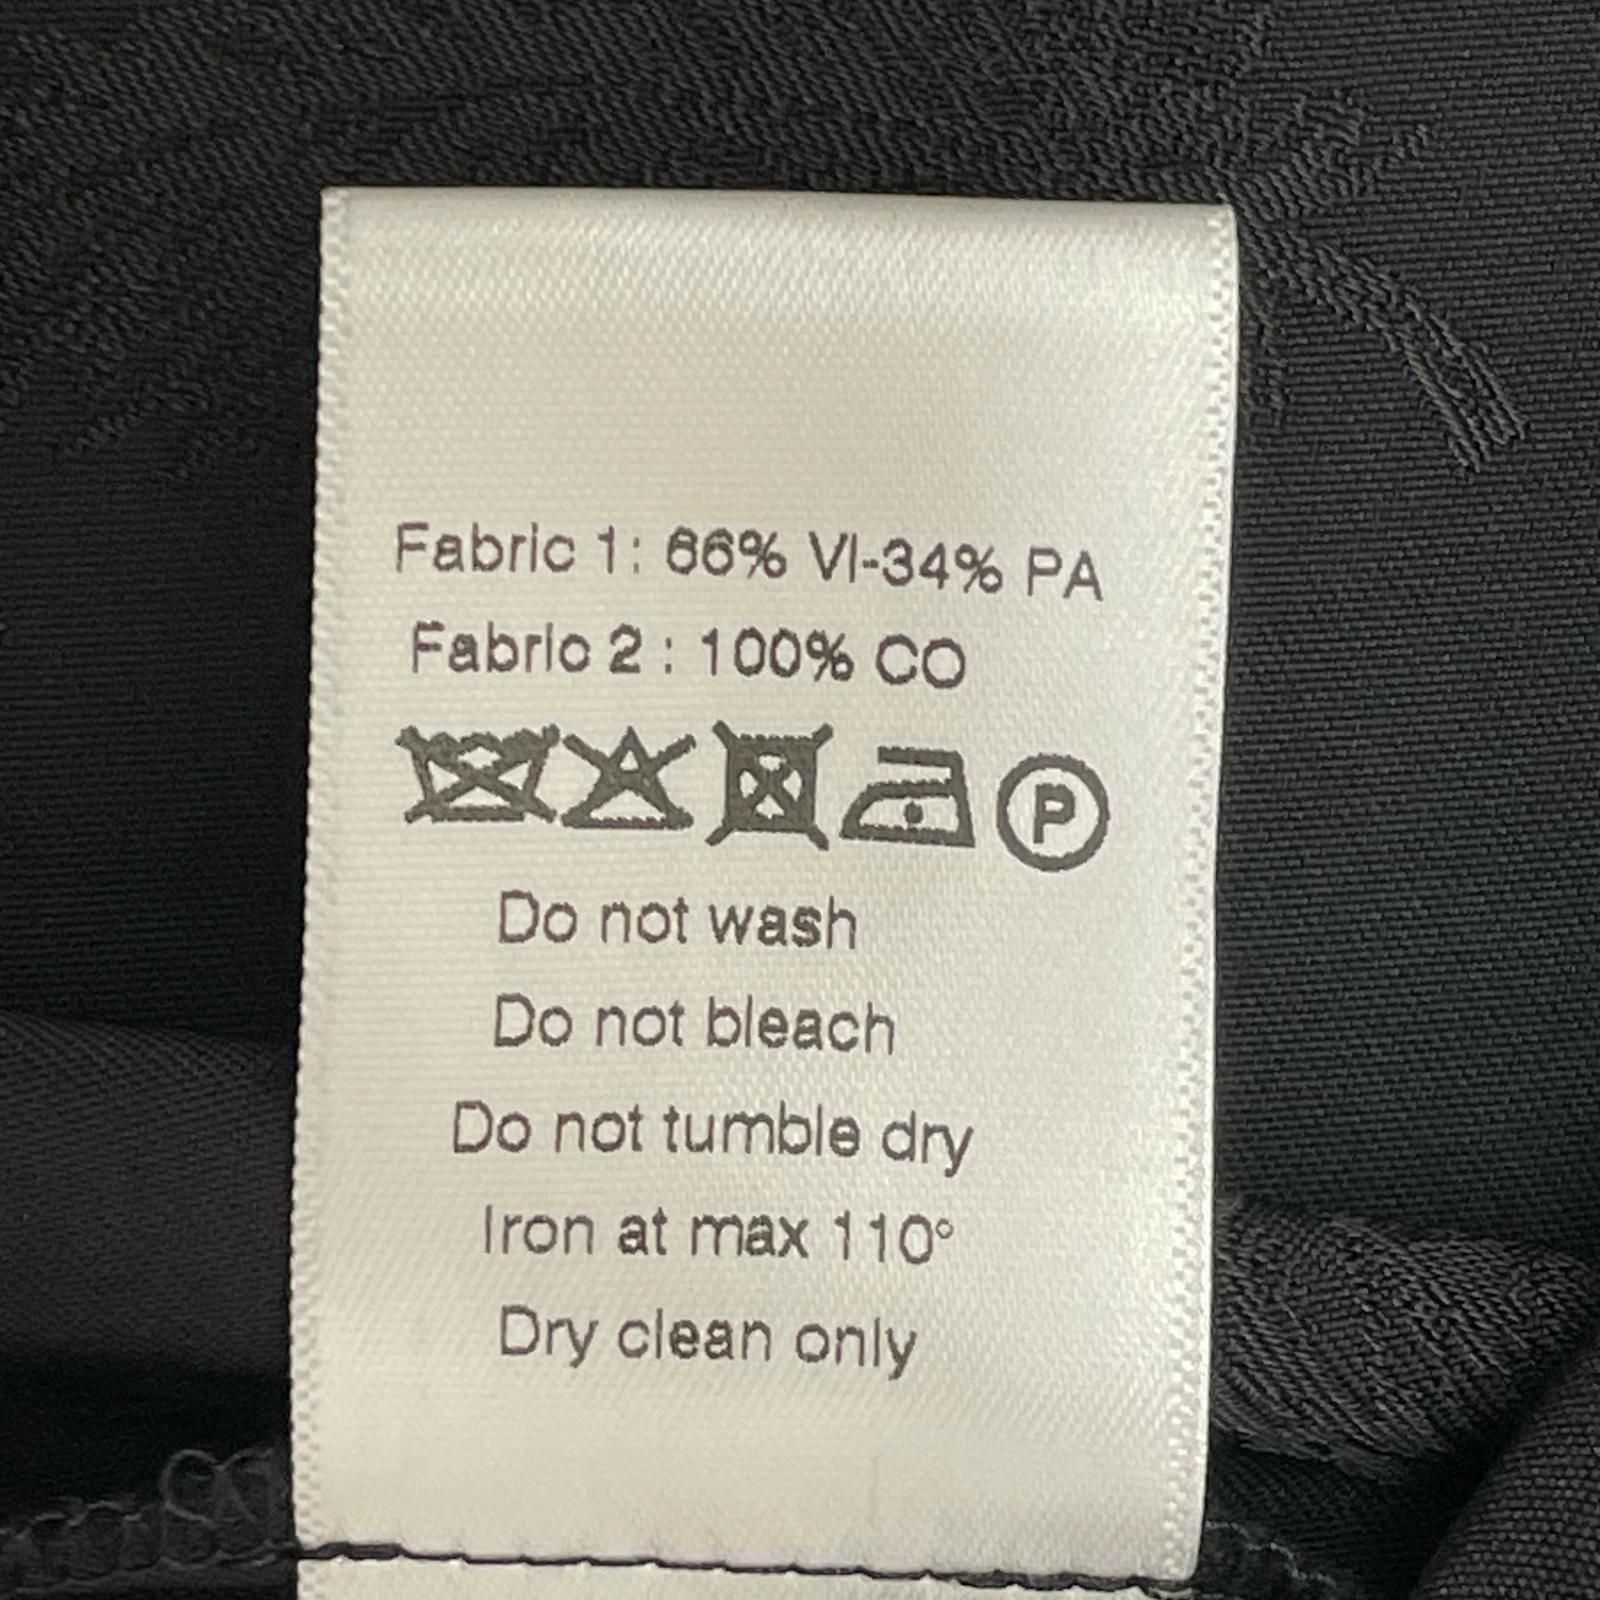 Fabric 1: 66% VI-34% PA
Fabric 2 : 100% CO
P
Do not wash
Do not bleach
Do not tumble dry
Iron at max 110°
Dry clean only